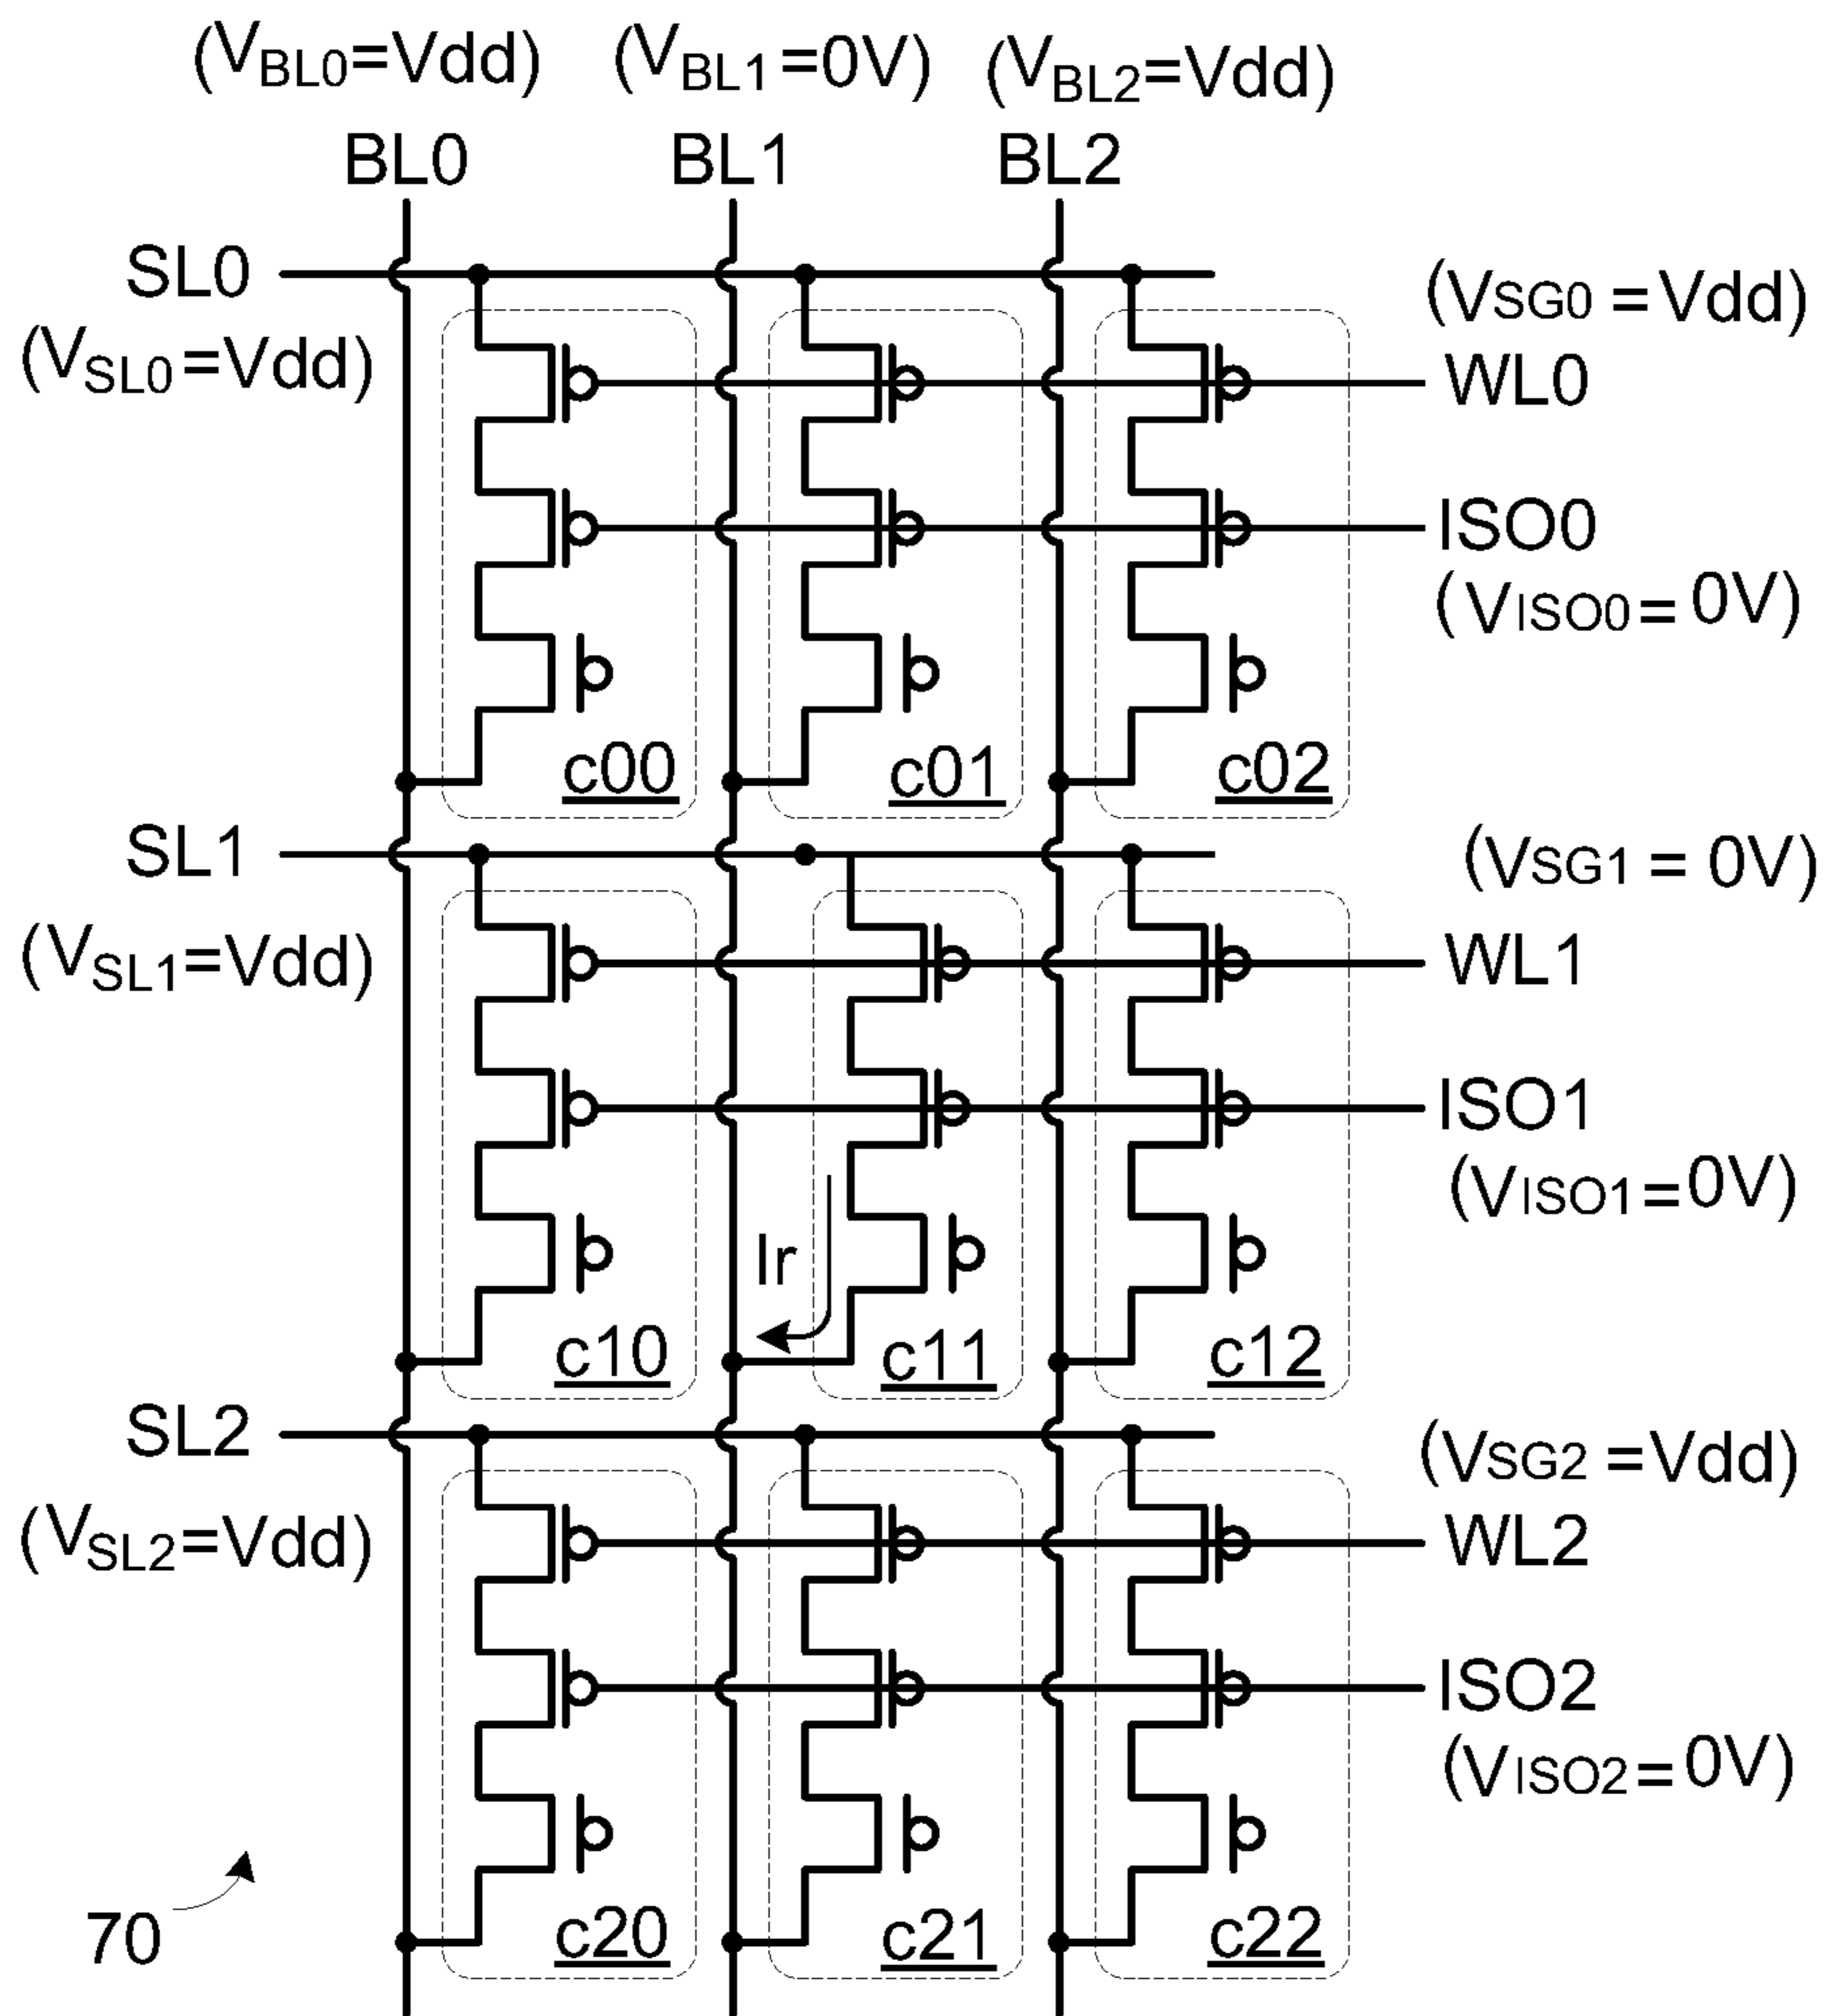 (VBL0=Vdd) (VBL1=0V) (VBL2=Vdd)
BL0 BL1 BL2
SL0
(VSL0=Vdd)
(VSG0=Vdd)
WL0
ISO0
(VISO0=0V)
c00 c01 c02
SL1
(VSL1=Vdd)
(VSG1=0V)
WL1
ISO1
(VISO1=0V)
Ir
c10 c11 c12
SL2
(VSL2=Vdd)
(VSG2=Vdd)
WL2
ISO2
(VISO2=0V)
c20 c21 c22
70